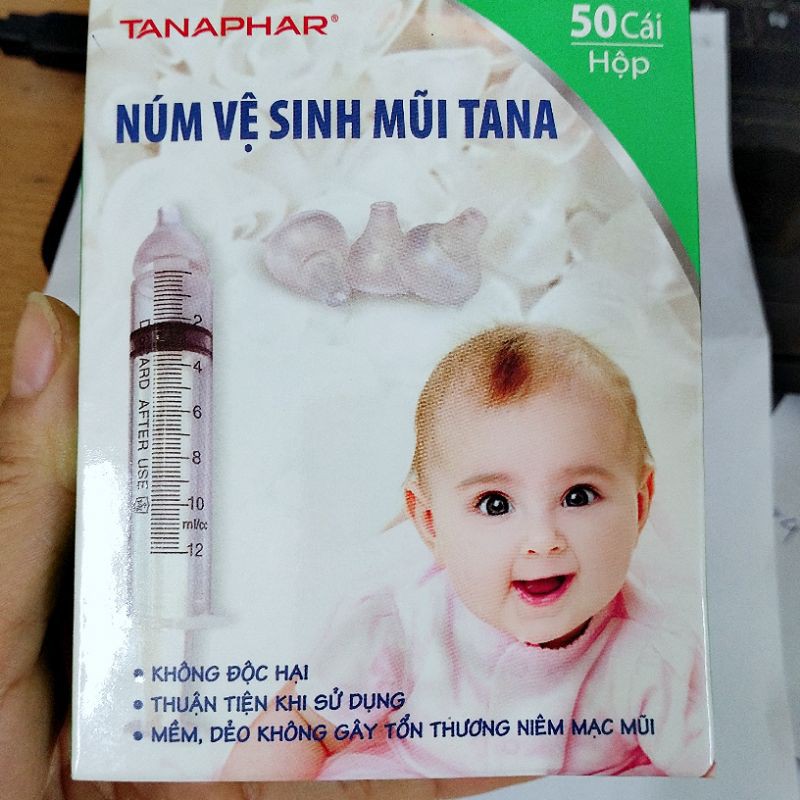 TANAPHAR®
50 Cái
Hộp
NÚM VỆ SINH MŨI TANA
2
4
6
8
10
ml/cc
12
ARD AFTER USE
• KHÔNG ĐỘC HẠI
• THUẬN TIỆN KHI SỬ DỤNG
• MỀM, DẺO KHÔNG GÂY TỔN THƯƠNG NIÊM MẠC MŨI